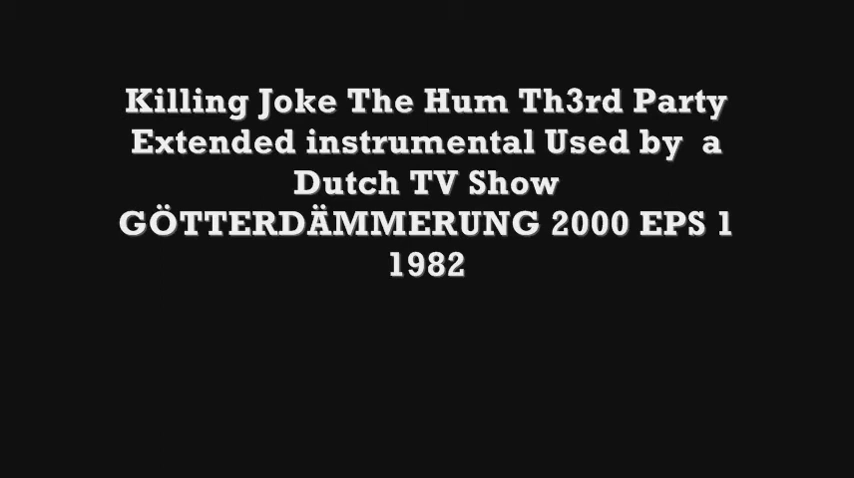 Killing Joke The Hum Th3rd Party
Extended instrumental Used by  a
Dutch TV Show
GÖTTERDÄMMERUNG 2000 EPS 1
1982